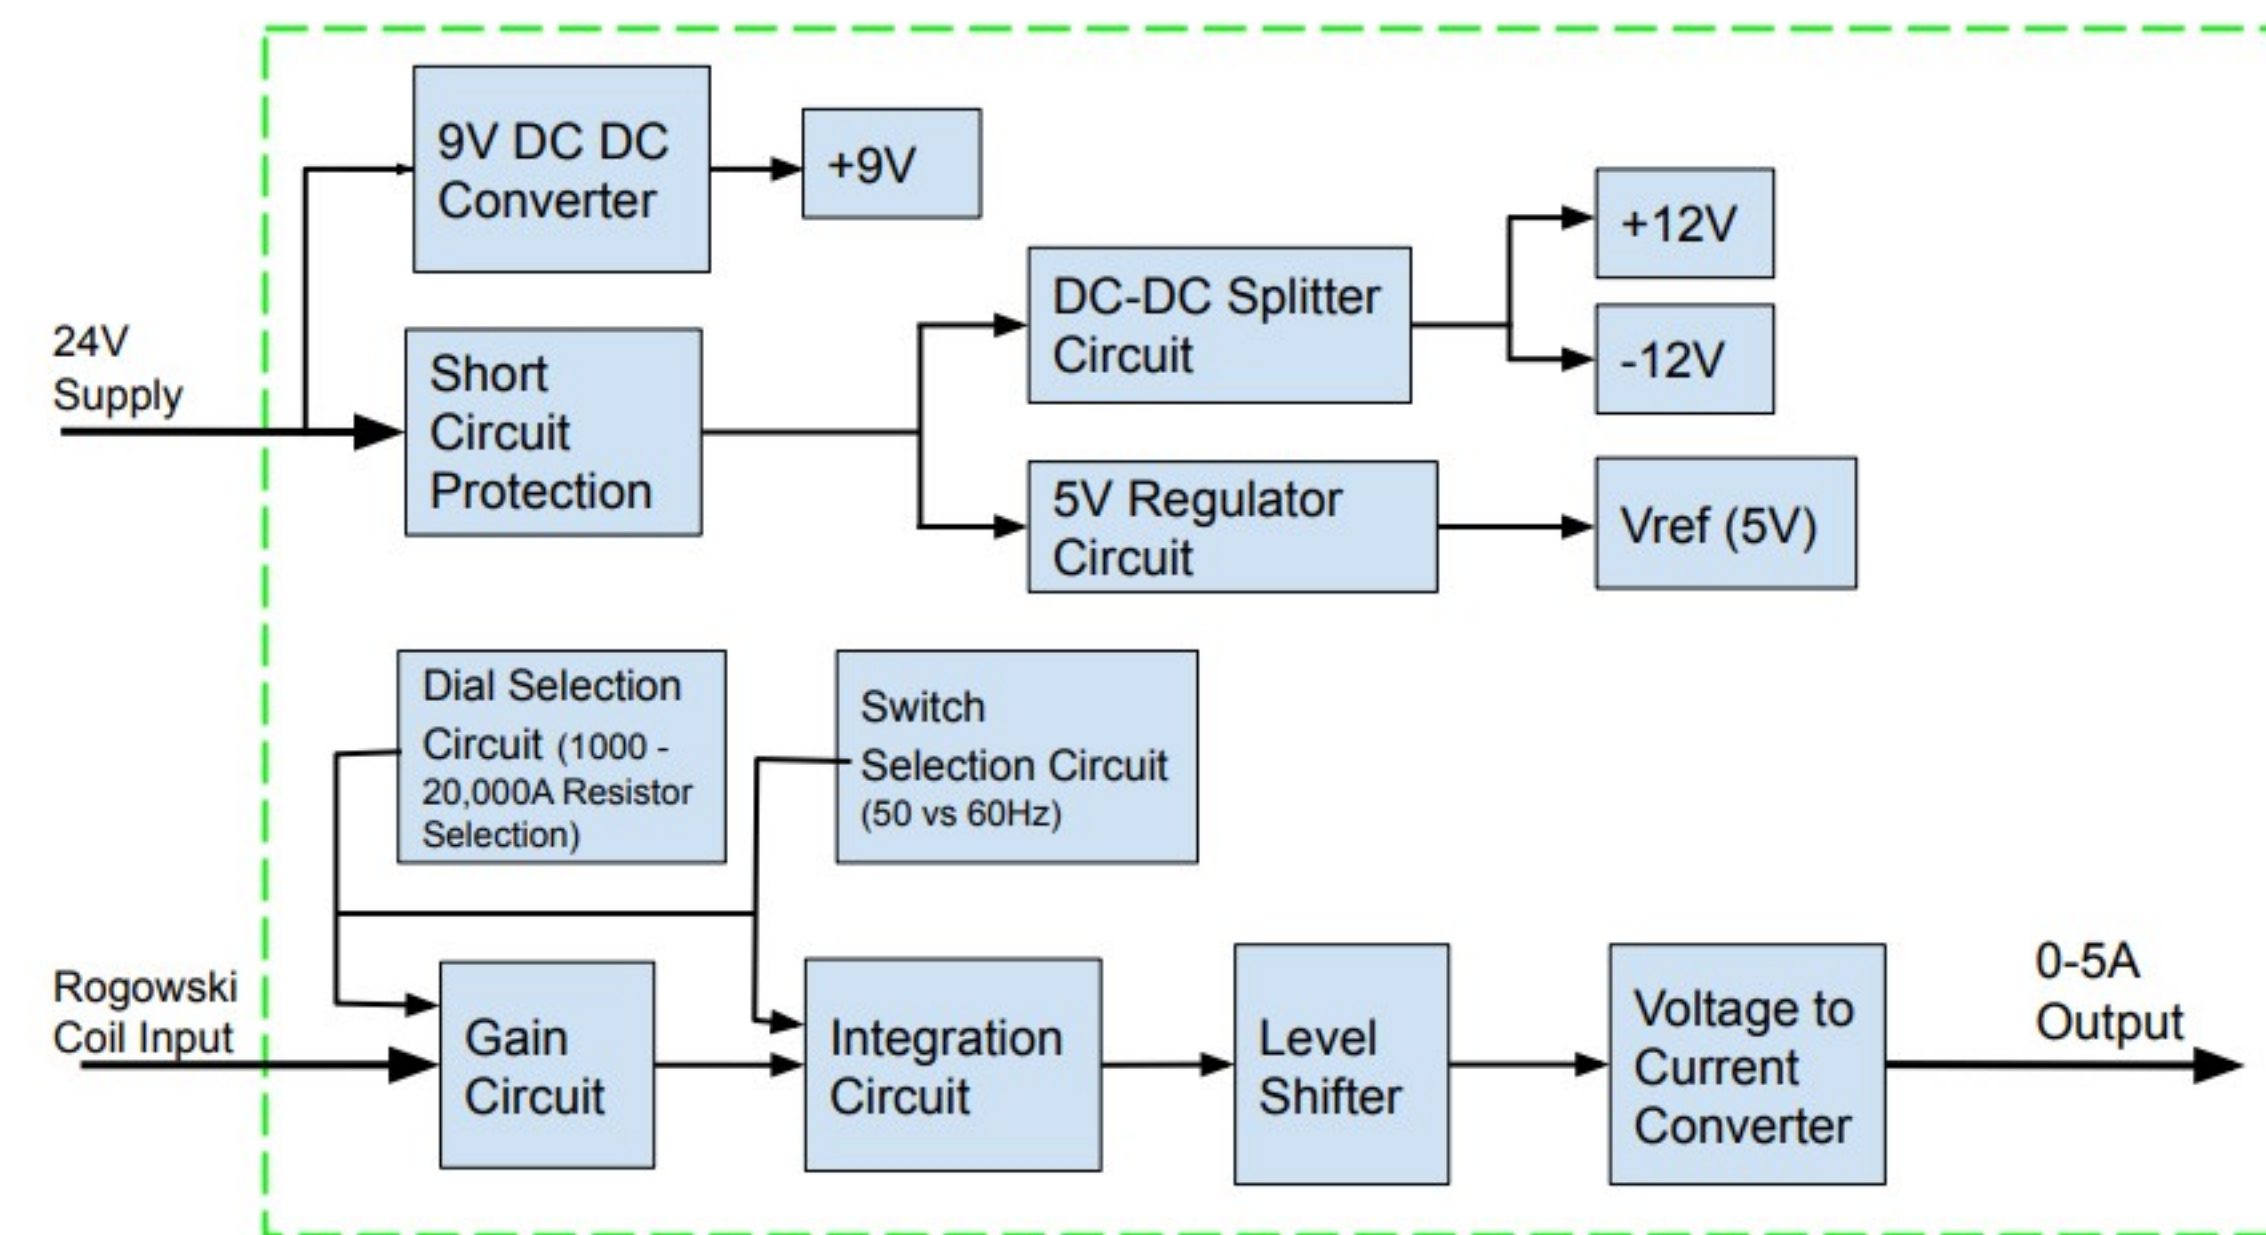 9V DC DC
Converter
+9V
+12V
DC-DC Splitter
Circuit
-12V
24V
Supply
Short
Circuit
Protection
5V Regulator
Circuit
Vref (5V)
Dial Selection
Circuit (1000 -
20,000A Resistor
Selection)
Switch
Selection Circuit
(50 vs 60Hz)
Rogowski
Coil Input
Gain
Circuit
Integration
Circuit
Level
Shifter
Voltage to
Current
Converter
0-5A
Output